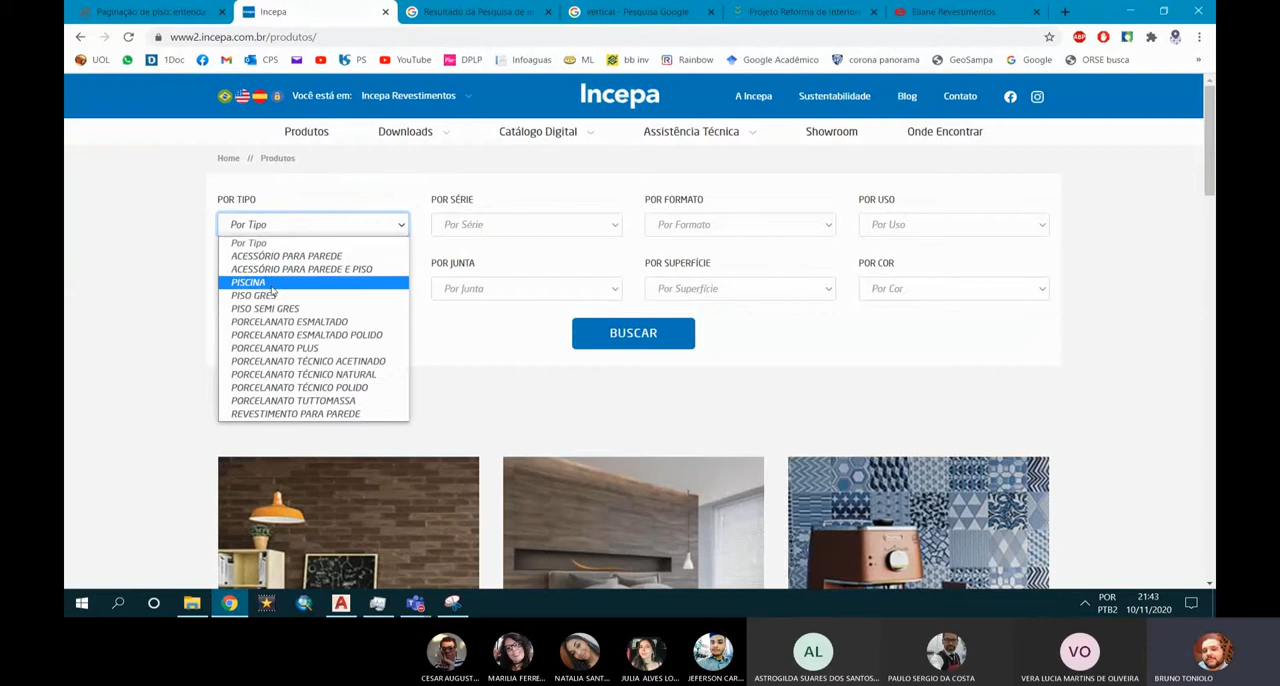 Paginação de piso: entenda
Incepa
Resultado da Pesquisa de im
vertical - Pesquisa Google
Projeto Reforma de Interiores
Eliane Revestimentos
www2.incepa.com.br/produtos/
UOL
1Doc
CPS
PS
YouTube
DPLP
Infoaguas
ML
bb inv
Rainbow
Google Acadêmico
corona panorama
GeoSampa
Google
ORSE busca
Você está em: Incepa Revestimentos
Incepa
A Incepa
Sustentabilidade
Blog
Contato
Produtos
Downloads
Catálogo Digital
Assistência Técnica
Showroom
Onde Encontrar
Home // Produtos
POR TIPO
POR SÉRIE
POR FORMATO
POR USO
Por Tipo
Por Série
Por Formato
Por Uso
Por Tipo
ACESSÓRIO PARA PAREDE
ACESSÓRIO PARA PAREDE E PISO
PISCINA
PISO GRES
PISO SEMI GRES
PORCELANATO ESMALTADO
PORCELANATO ESMALTADO POLIDO
PORCELANATO PLUS
PORCELANATO TÉCNICO ACETINADO
PORCELANATO TÉCNICO NATURAL
PORCELANATO TÉCNICO POLIDO
PORCELANATO TUTTOMASSA
REVESTIMENTO PARA PAREDE
POR JUNTA
POR SUPERFÍCIE
POR COR
Por Junta
Por Superfície
Por Cor
BUSCAR
POR
PTB2
21:43
10/11/2020
AL
VO
CESAR AUGUST...
MARILIA FERRE...
NATALIA SANT...
JULIA ALVES LO...
JEFERSON CAR...
ASTROGILDA SUARES DOS SANTOS...
PAULO SERGIO DA COSTA
VERA LUCIA MARTINS DE OLIVEIRA
BRUNO TONIOLO